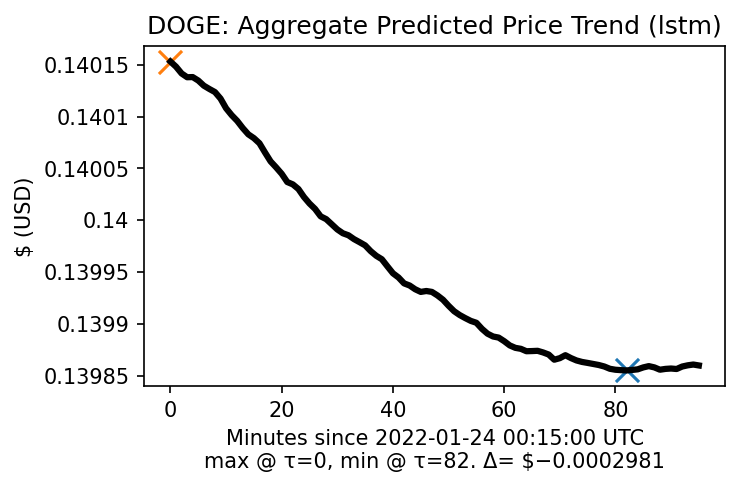 DOGE: Aggregate Predicted Price Trend (lstm)
0.14015
0.1401
0.14005
0.14
0.13995
0.1399
0.13985
$ (USD)
0 20 40 60 80
Minutes since 2022-01-24 00:15:00 UTC
max @ τ=0, min @ τ=82. Δ= $−0.0002981